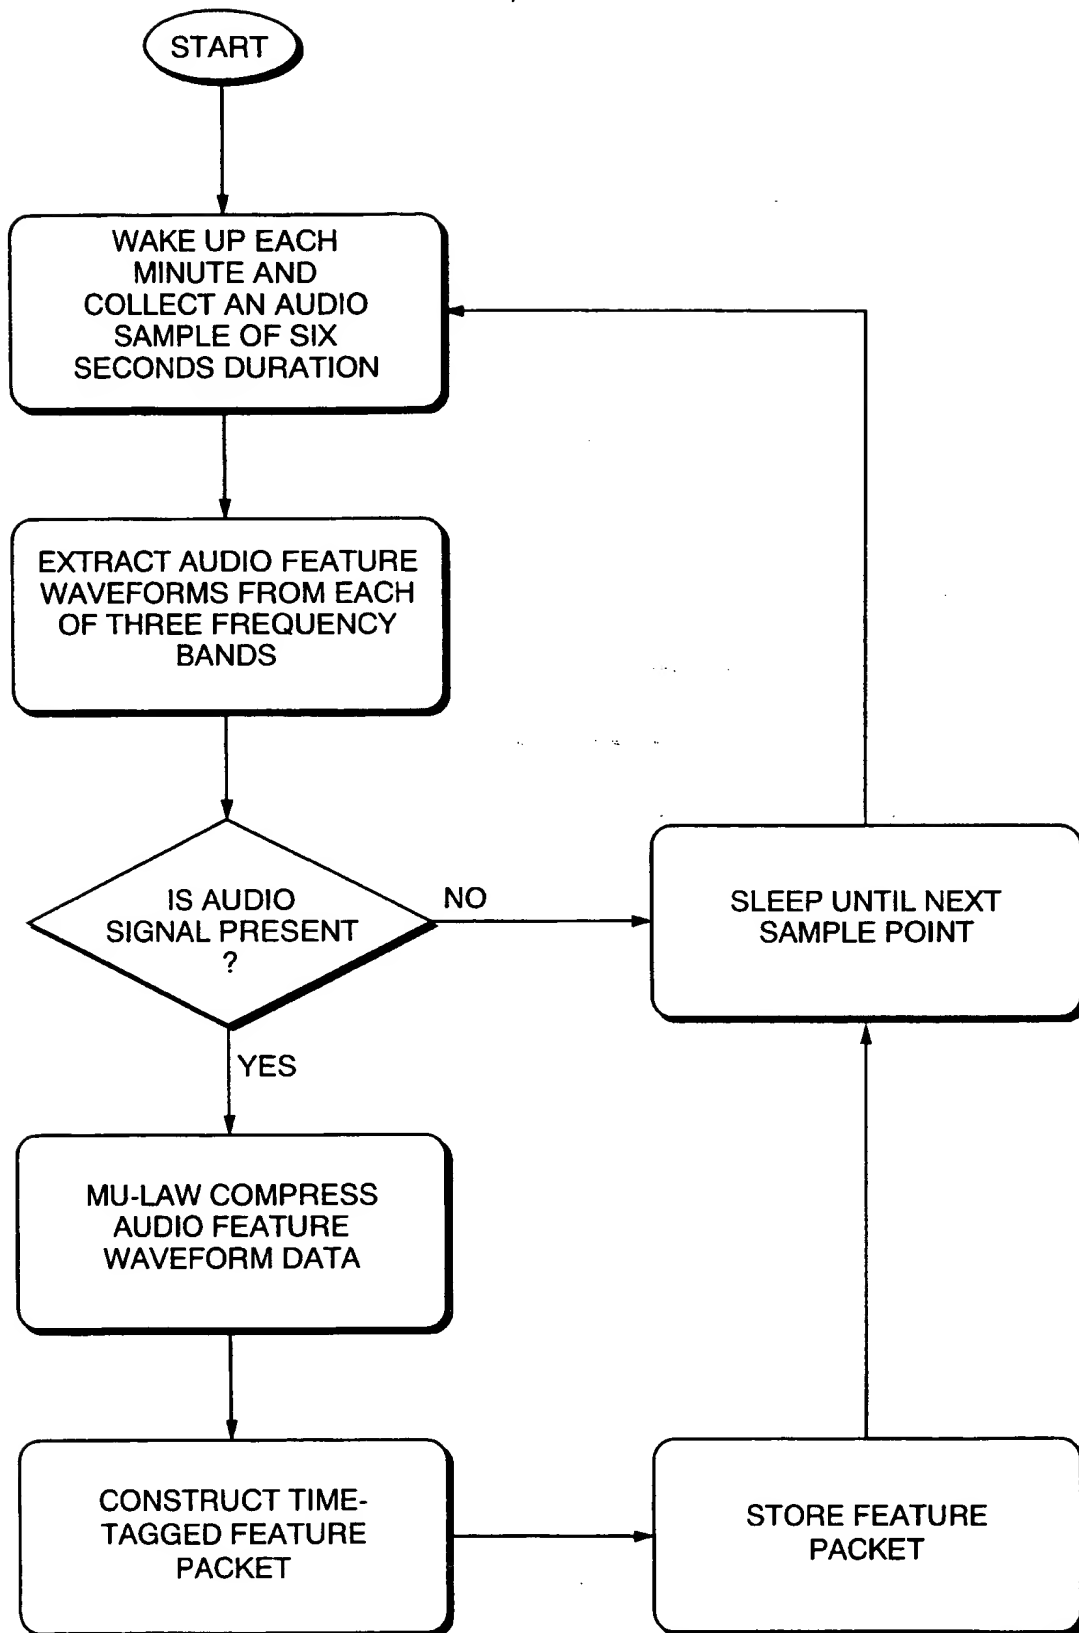 START
WAKE UP EACH
MINUTE AND
COLLECT AN AUDIO
SAMPLE OF SIX
SECONDS DURATION
EXTRACT AUDIO FEATURE
WAVEFORMS FROM EACH
OF THREE FREQUENCY
BANDS
IS AUDIO
SIGNAL PRESENT
?
NO
SLEEP UNTIL NEXT
SAMPLE POINT
YES
MU-LAW COMPRESS
AUDIO FEATURE
WAVEFORM DATA
CONSTRUCT TIME-
TAGGED FEATURE
PACKET
STORE FEATURE
PACKET